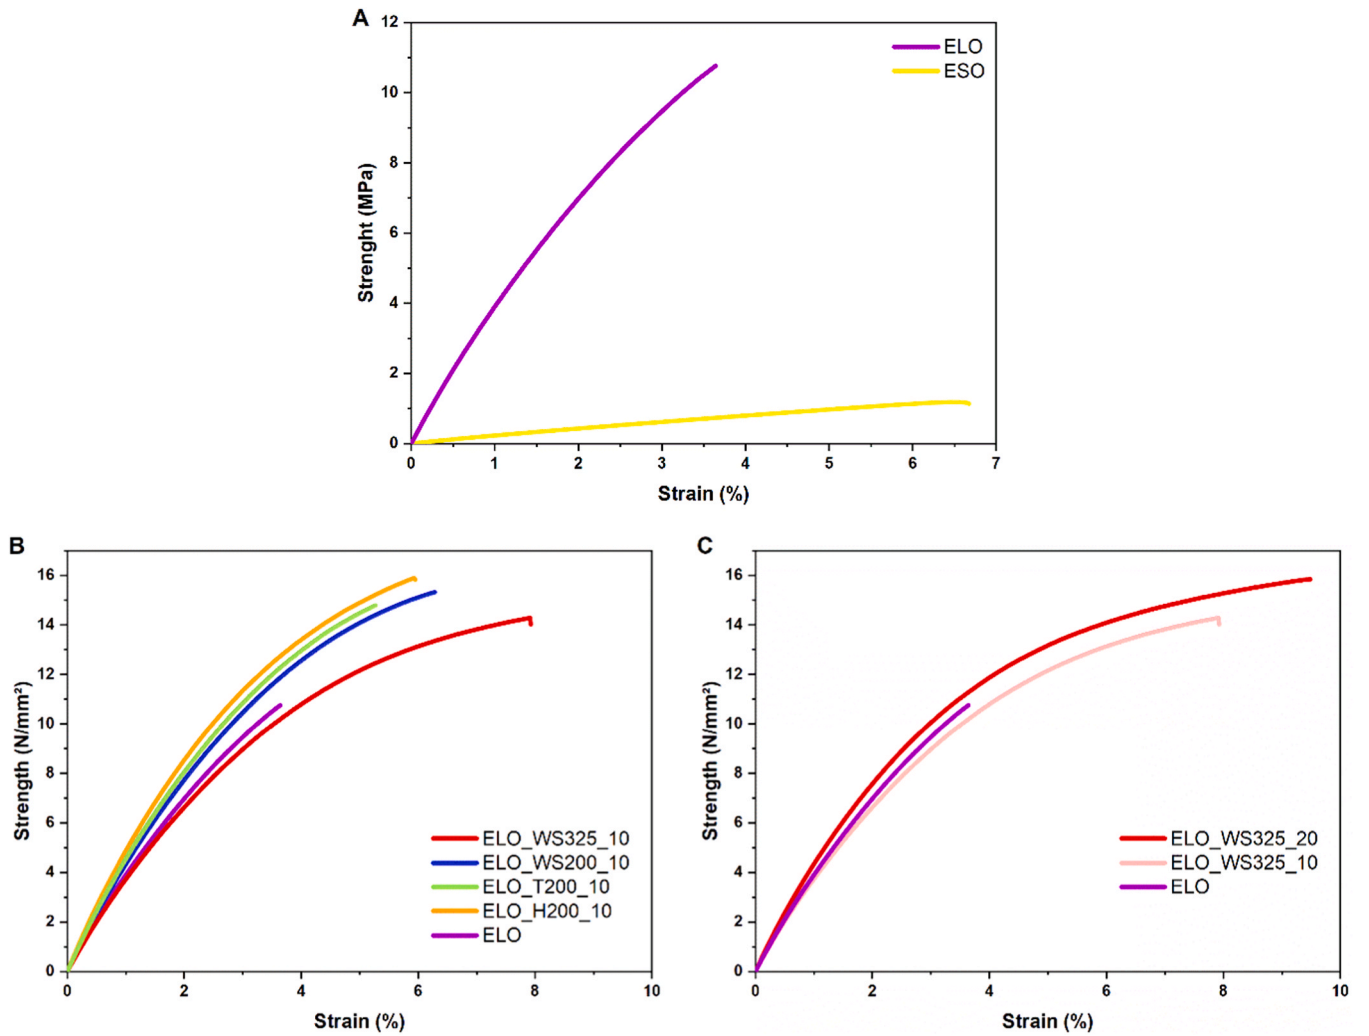 A
12
10
8
6
4
2
0
Strenght (MPa)
ELO
ESO
0 1 2 3 4 5 6 7
Strain (%)
B
16
14
12
10
8
6
4
2
0
Strength (N/mm²)
ELO_WS325_10
ELO_WS200_10
ELO_T200_10
ELO_H200_10
ELO
0 2 4 6 8 10
Strain (%)
C
16
14
12
10
8
6
4
2
0
Strength (N/mm²)
ELO_WS325_20
ELO_WS325_10
ELO
0 2 4 6 8 10
Strain (%)